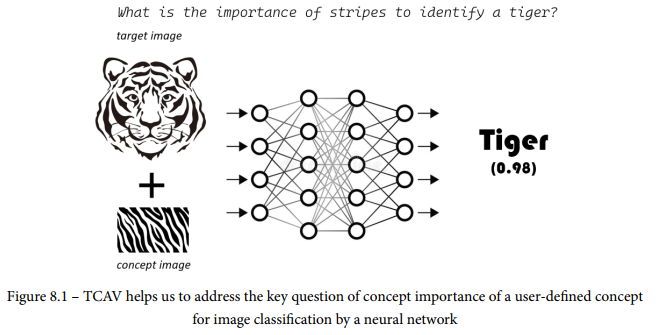 What is the importance of stripes to identify a tiger?
target image
+
Tiger
(0.98)
concept image
Figure 8.1 – TCAV helps us to address the key question of concept importance of a user-defined concept
for image classification by a neural network